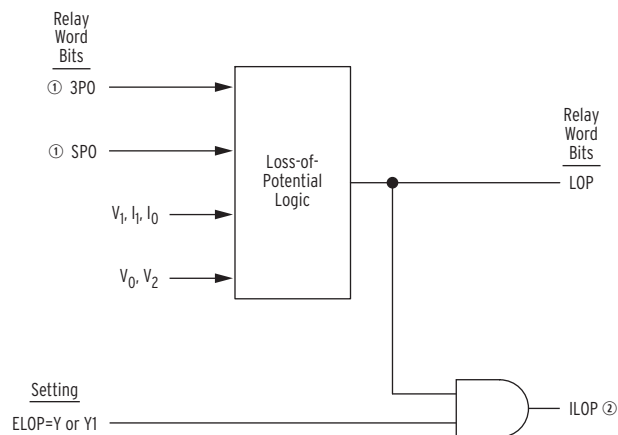 Relay
Word
Bits
① 3PO
① SPO
V1, I1, I0
V0, V2
Loss-of-
Potential
Logic
Relay
Word
Bits
LOP
Setting
ELOP=Y or Y1
ILOP ②